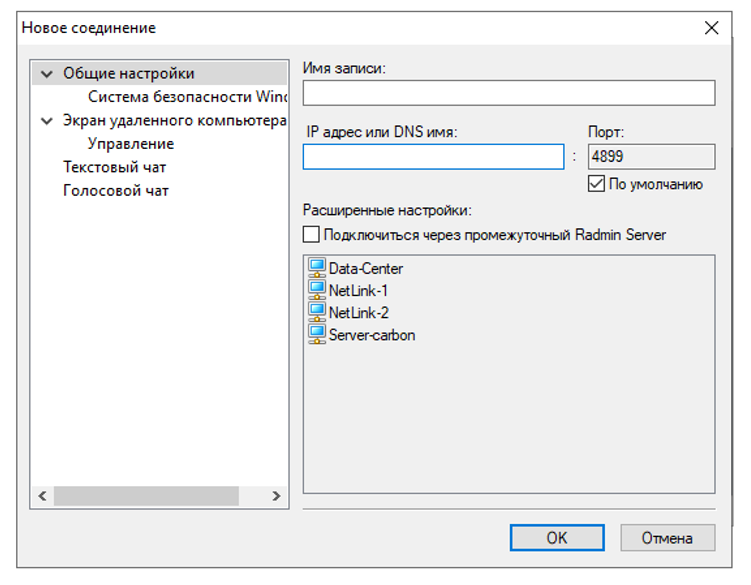 Новое соединение
Общие настройки
Система безопасности Wind
Экран удаленного компьютера
Управление
Текстовый чат
Голосовой чат
Имя записи:
IP адрес или DNS имя:
Порт:
:
4899
По умолчанию
Расширенные настройки:
Подключиться через промежуточный Radmin Server
Data-Center
NetLink-1
NetLink-2
Server-carbon
OK
Отмена